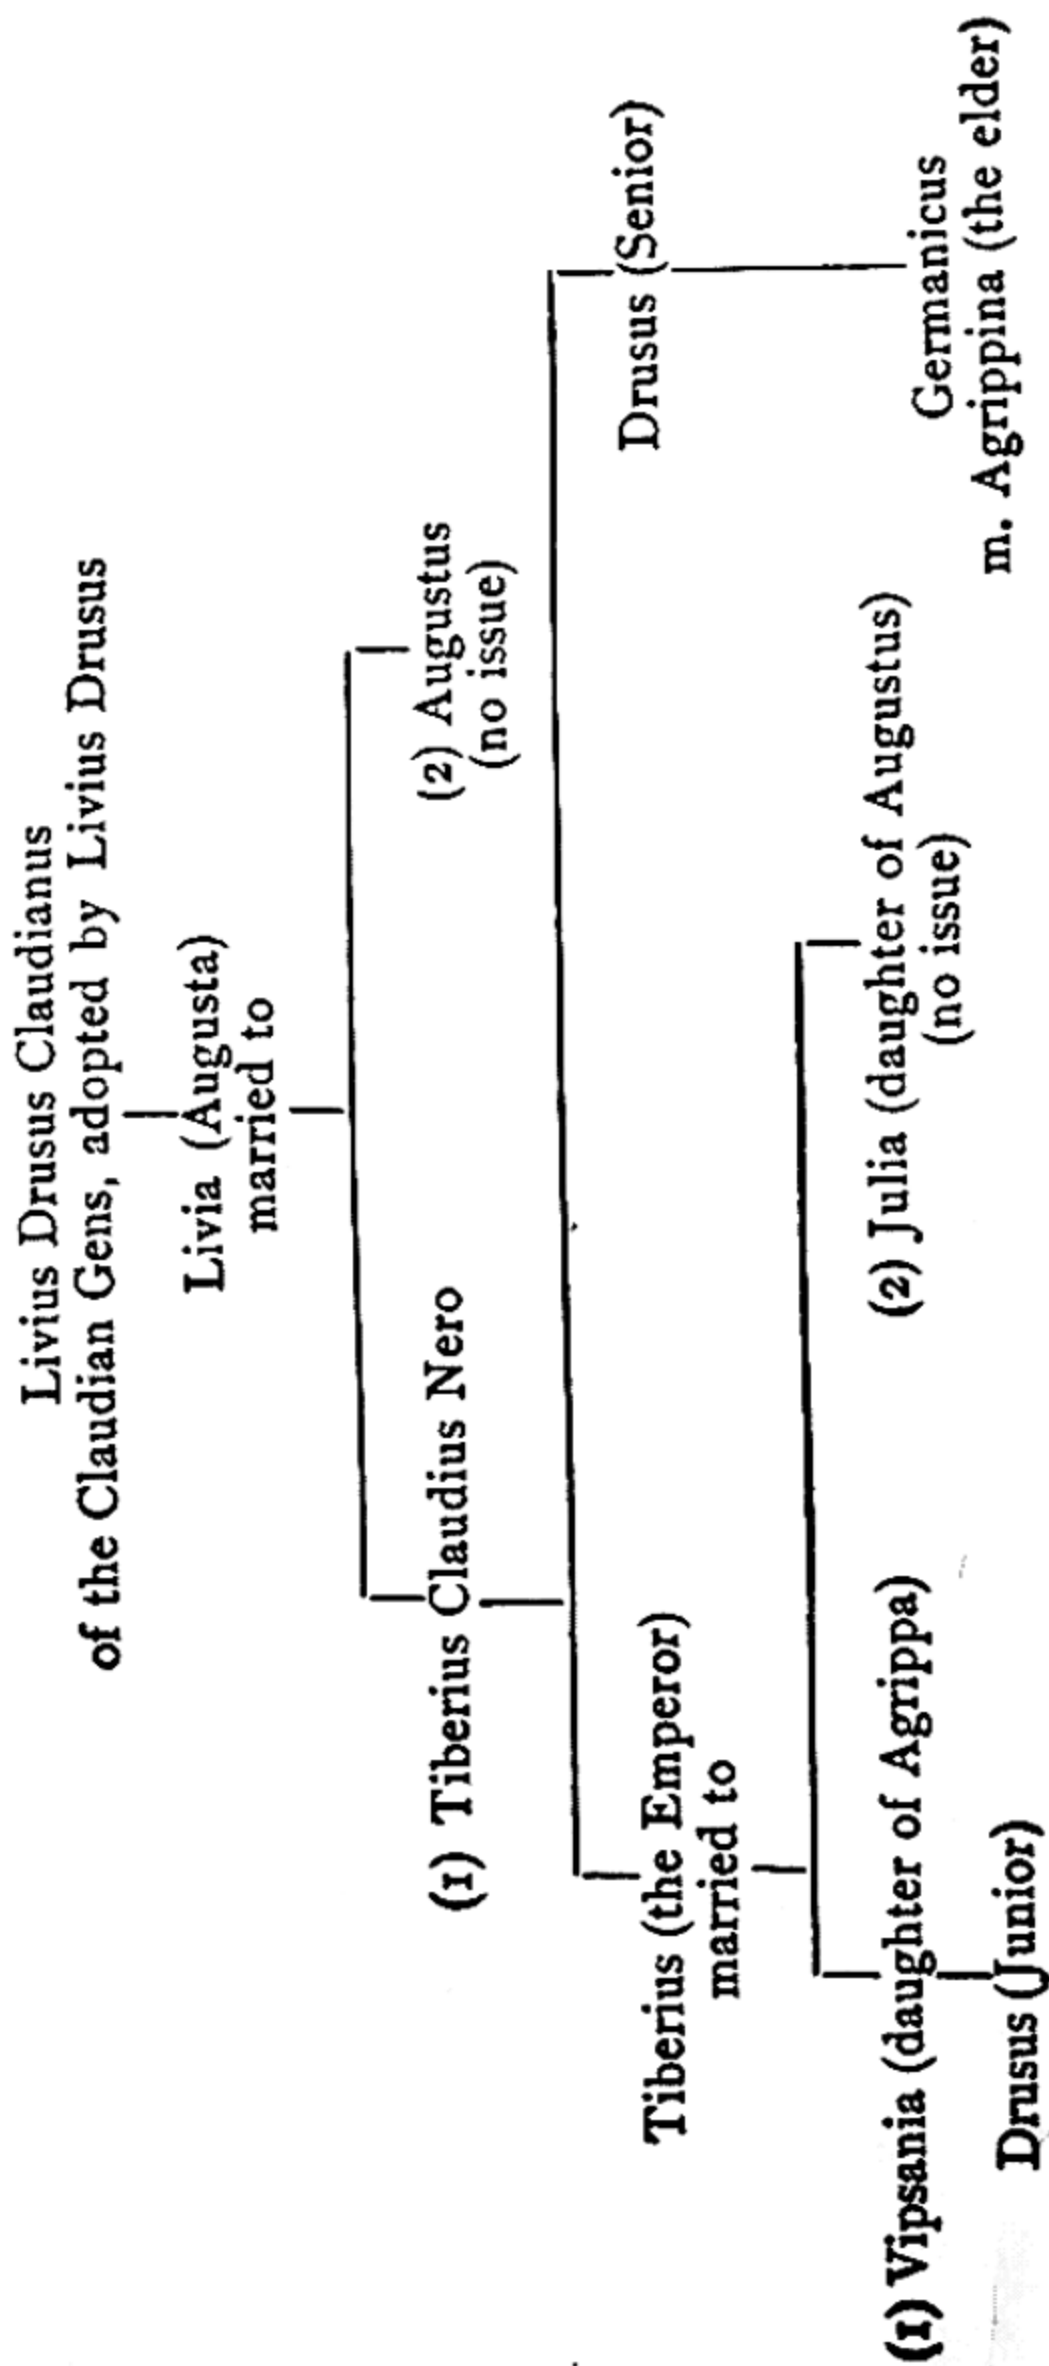 Livius Drusus Claudianus
of the Claudian Gens, adopted by Livius Drusus
Livia (Augusta)
married to
(1) Tiberius Claudius Nero
(2) Augustus
(no issue)
Tiberius (the Emperor)
married to
Drusus (Senior)
(1) Vipsania (daughter of Agrippa)
(2) Julia (daughter of Augustus)
(no issue)
Germanicus
m. Agrippina (the elder)
Drusus (Junior)